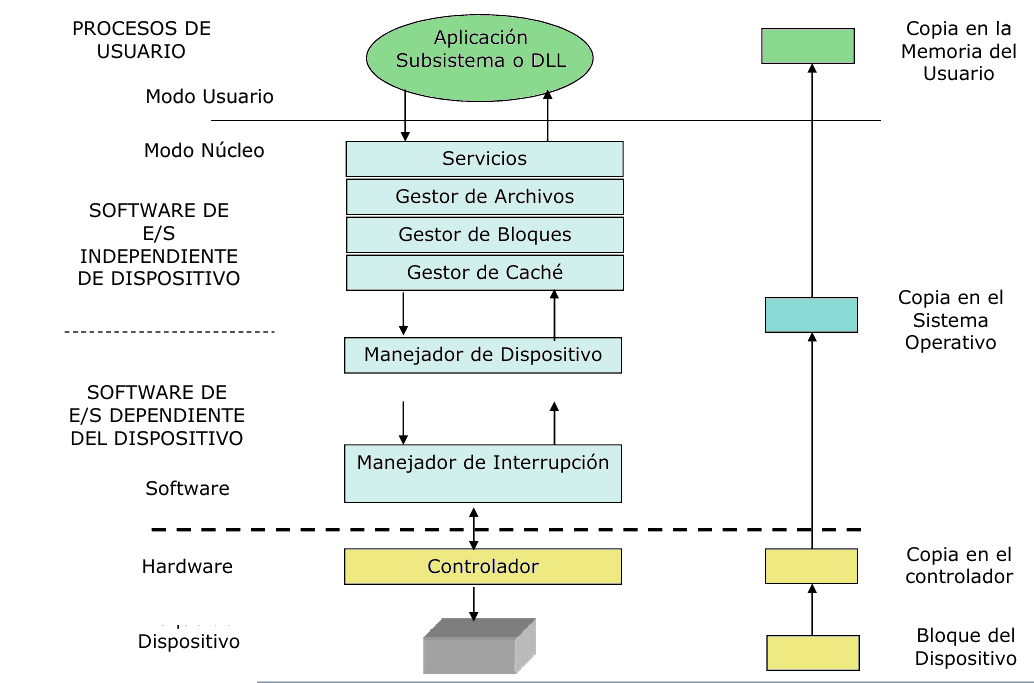 PROCESOS DE
USUARIO
Aplicación
Subsistema o DLL
Copia en la
Memoria del
Usuario
Modo Usuario
Modo Núcleo
Servicios
Gestor de Archivos
Gestor de Bloques
Gestor de Caché
SOFTWARE DE
E/S
INDEPENDIENTE
DE DISPOSITIVO
Copia en el
Sistema
Operativo
Manejador de Dispositivo
SOFTWARE DE
E/S DEPENDIENTE
DEL DISPOSITIVO
Manejador de Interrupción
Software
Hardware
Controlador
Copia en el
controlador
Dispositivo
Bloque del
Dispositivo